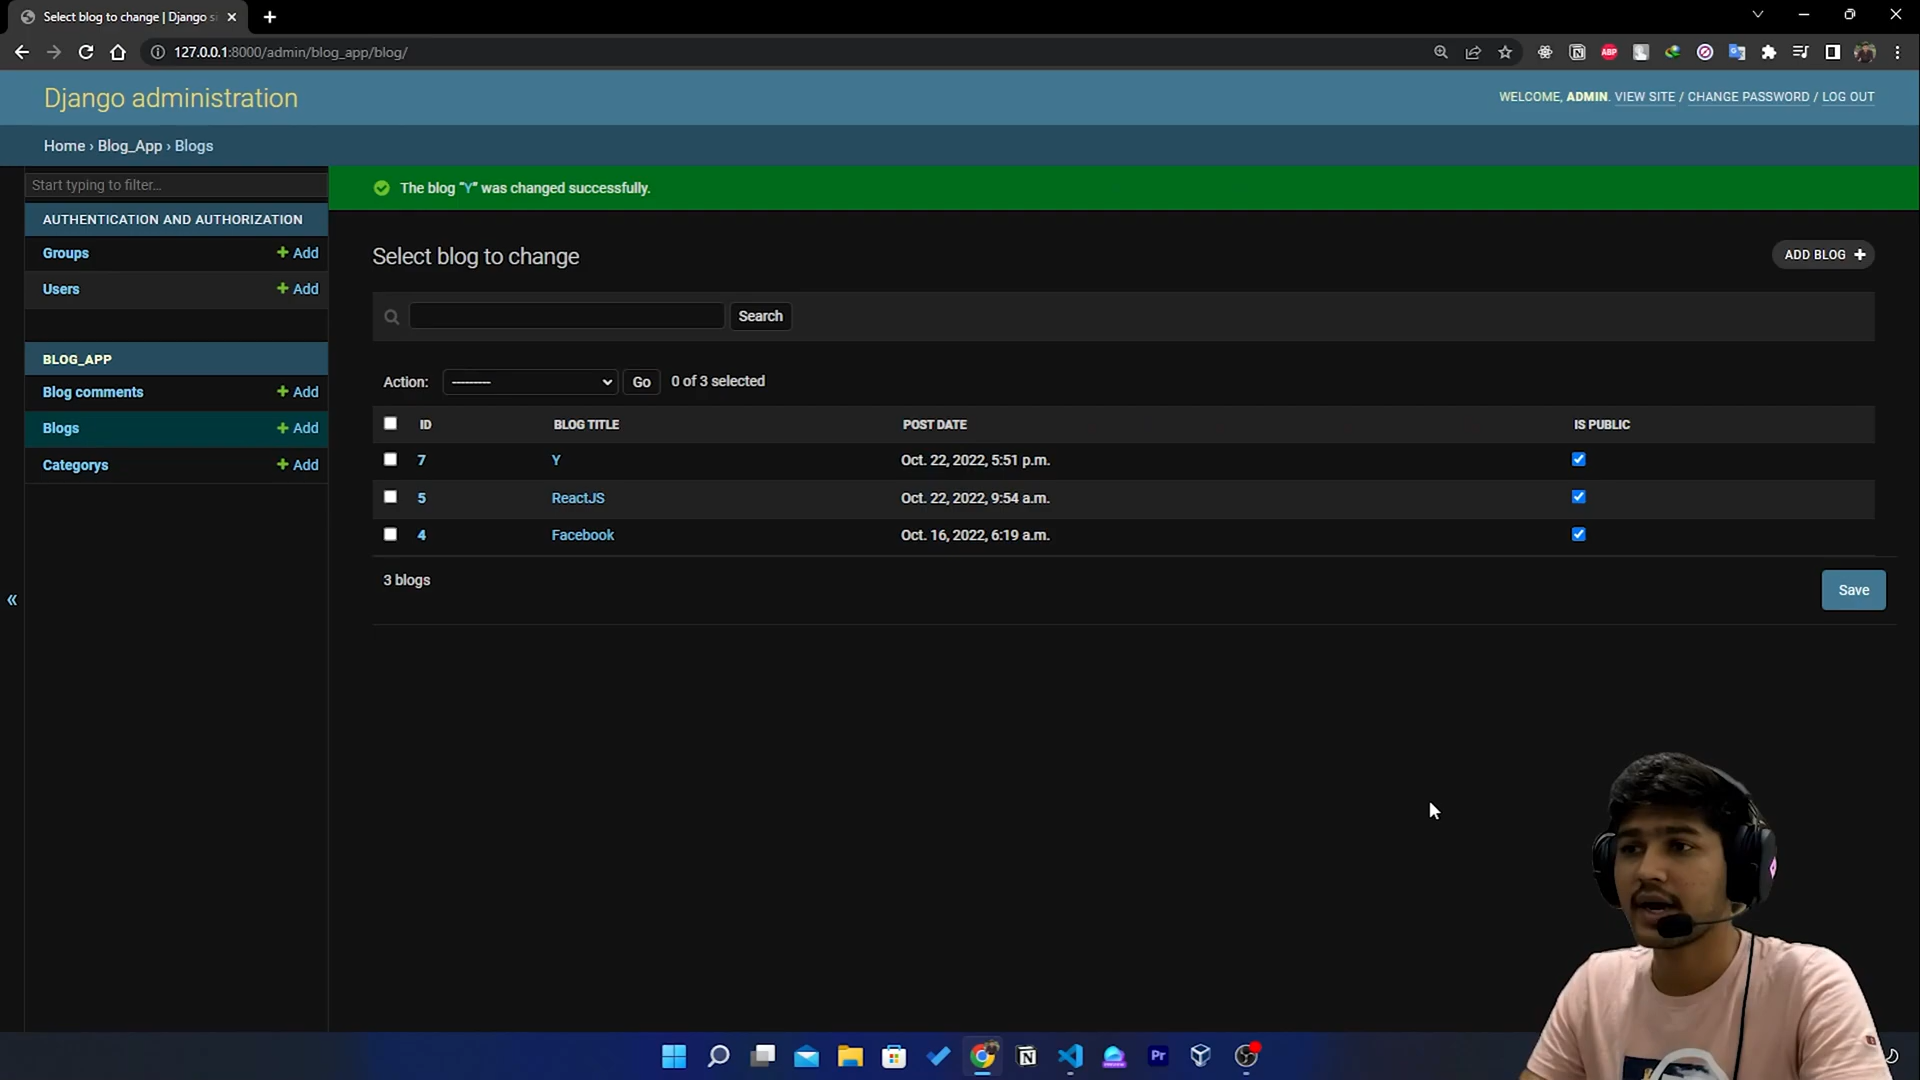 Select blog to change | Django s
127.0.0.1:8000/admin/blog_app/blog/
ABP
Django administration
WELCOME, ADMIN. VIEW SITE / CHANGE PASSWORD / LOG OUT
Home › Blog_App › Blogs
Start typing to filter...
The blog “Y” was changed successfully.
AUTHENTICATION AND AUTHORIZATION
Groups + Add
Users + Add
BLOG_APP
Blog comments + Add
Blogs + Add
Categorys + Add
«
Select blog to change
ADD BLOG +
Search
Action: --------- Go 0 of 3 selected
ID BLOG TITLE POST DATE IS PUBLIC
7 Y Oct. 22, 2022, 5:51 p.m.
5 ReactJS Oct. 22, 2022, 9:54 a.m.
4 Facebook Oct. 16, 2022, 6:19 a.m.
3 blogs
Save
Pr